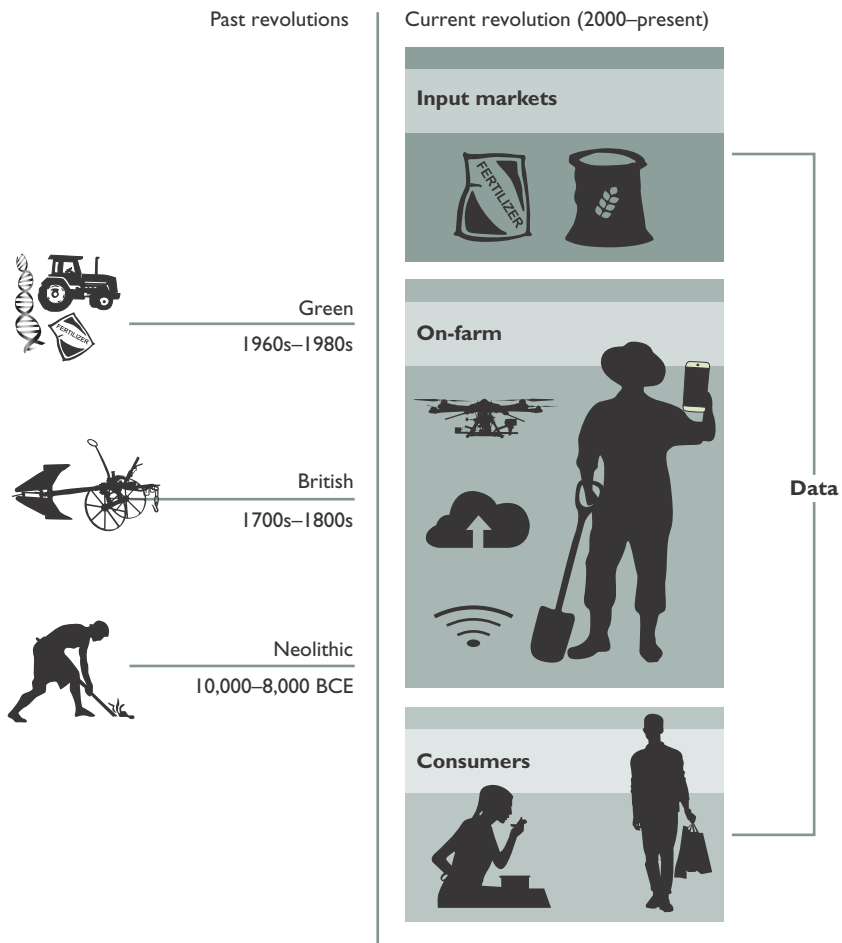 Past revolutions
Current revolution (2000–present)
Input markets
FERTILIZER
FERTILIZER
Green
1960s–1980s
On-farm
British
1700s–1800s
Data
Neolithic
10,000–8,000 BCE
Consumers